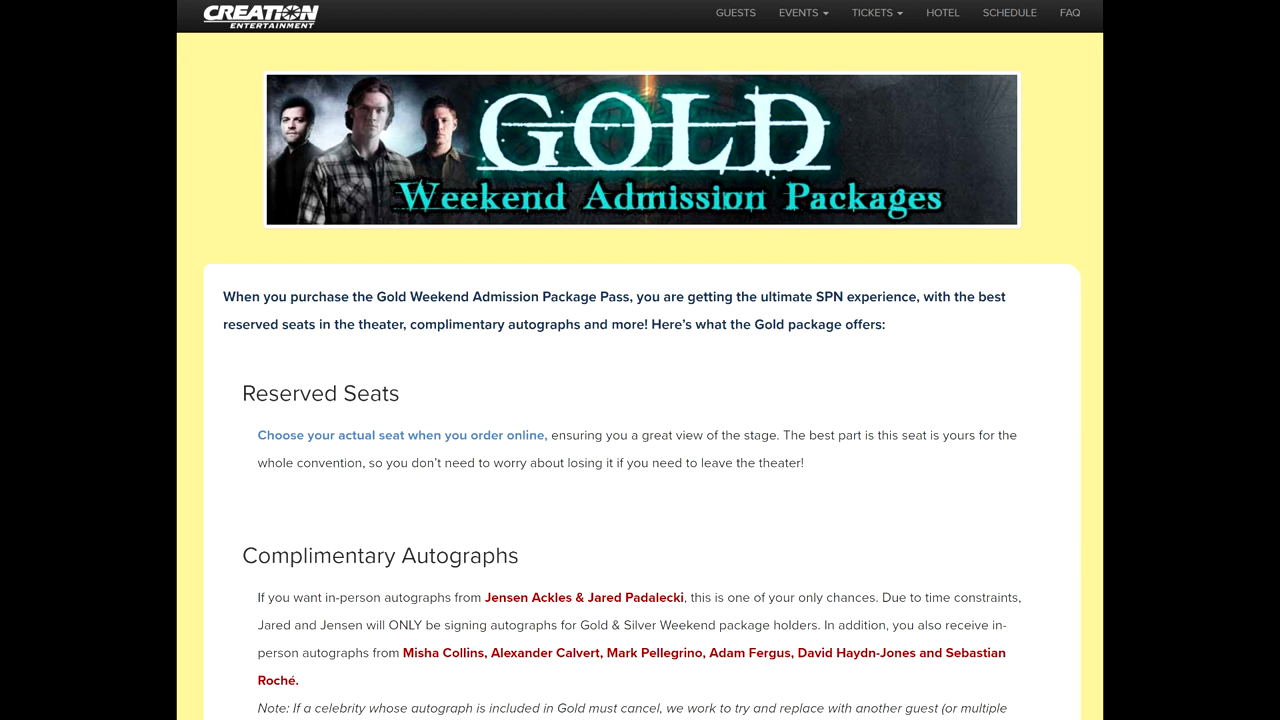 CREATION
ENTERTAINMENT
GUESTS EVENTS TICKETS HOTEL SCHEDULE FAQ
GOLD
Weekend Admission Packages
When you purchase the Gold Weekend Admission Package Pass, you are getting the ultimate SPN experience, with the best
reserved seats in the theater, complimentary autographs and more! Here’s what the Gold package offers:
Reserved Seats
Choose your actual seat when you order online, ensuring you a great view of the stage. The best part is this seat is yours for the
whole convention, so you don’t need to worry about losing it if you need to leave the theater!
Complimentary Autographs
If you want in-person autographs from Jensen Ackles & Jared Padalecki, this is one of your only chances. Due to time constraints,
Jared and Jensen will ONLY be signing autographs for Gold & Silver Weekend package holders. In addition, you also receive in-
person autographs from Misha Collins, Alexander Calvert, Mark Pellegrino, Adam Fergus, David Haydn-Jones and Sebastian
Roché.
Note: If a celebrity whose autograph is included in Gold must cancel, we work to try and replace with another guest (or multiple